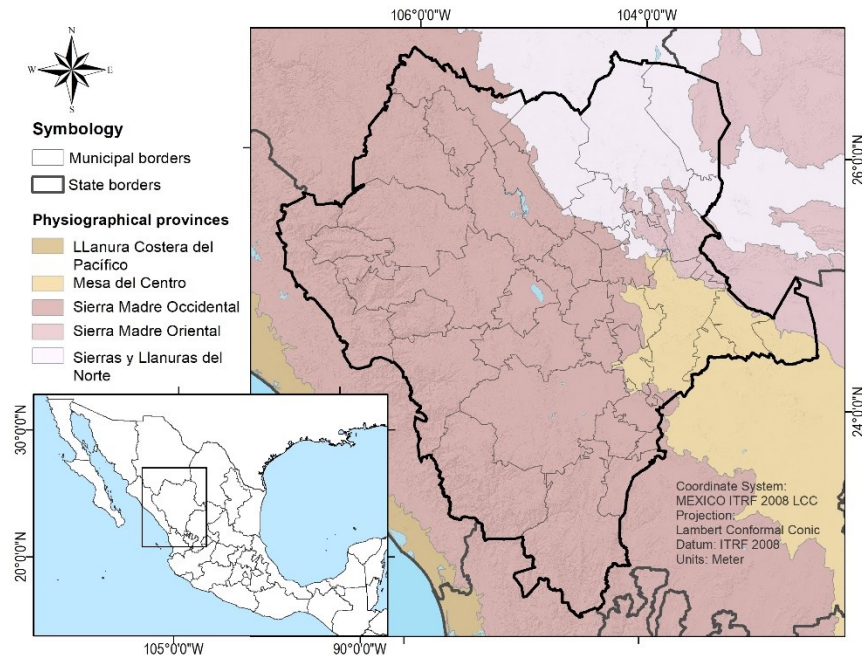 106°0'0"W
104°0'0"W
N
W
E
S
Symbology
Municipal borders
State borders
Physiographical provinces
LLanura Costera del
Pacífico
Mesa del Centro
Sierra Madre Occidental
Sierra Madre Oriental
Sierras y Llanuras del
Norte
26°0'0"N
24°0'0"N
30°0'0"N
20°0'0"N
105°0'0"W
90°0'0"W
Coordinate System:
MEXICO ITRF 2008 LCC
Projection:
Lambert Conformal Conic
Datum: ITRF 2008
Units: Meter